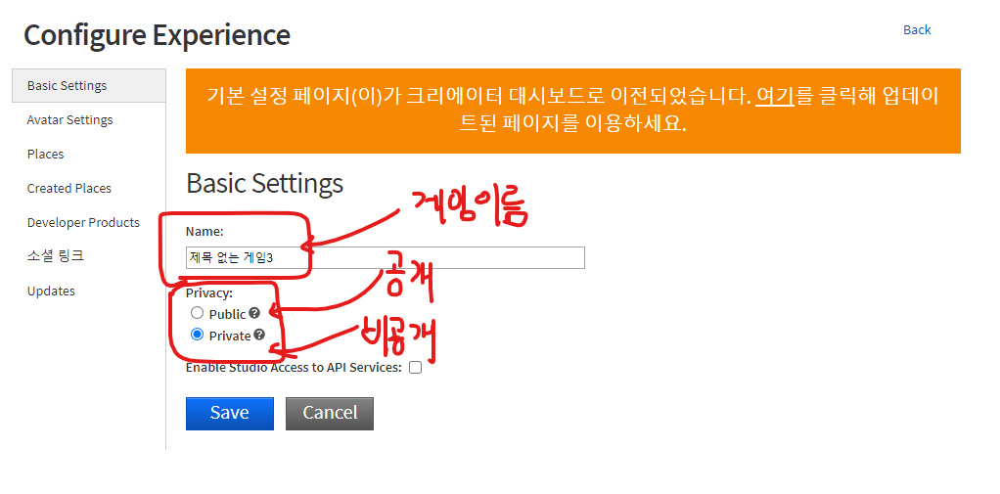 Configure Experience
Back
Basic Settings
Avatar Settings
Places
Created Places
Developer Products
소셜 링크
Updates
기본 설정 페이지(이)가 크리에이터 대시보드로 이전되었습니다. 여기를 클릭해 업데이
트된 페이지를 이용하세요.
Basic Settings
게임이름
Name:
제목 없는 게임3
공개
Privacy:
Public
비공개
Private
Enable Studio Access to API Services:
Save
Cancel